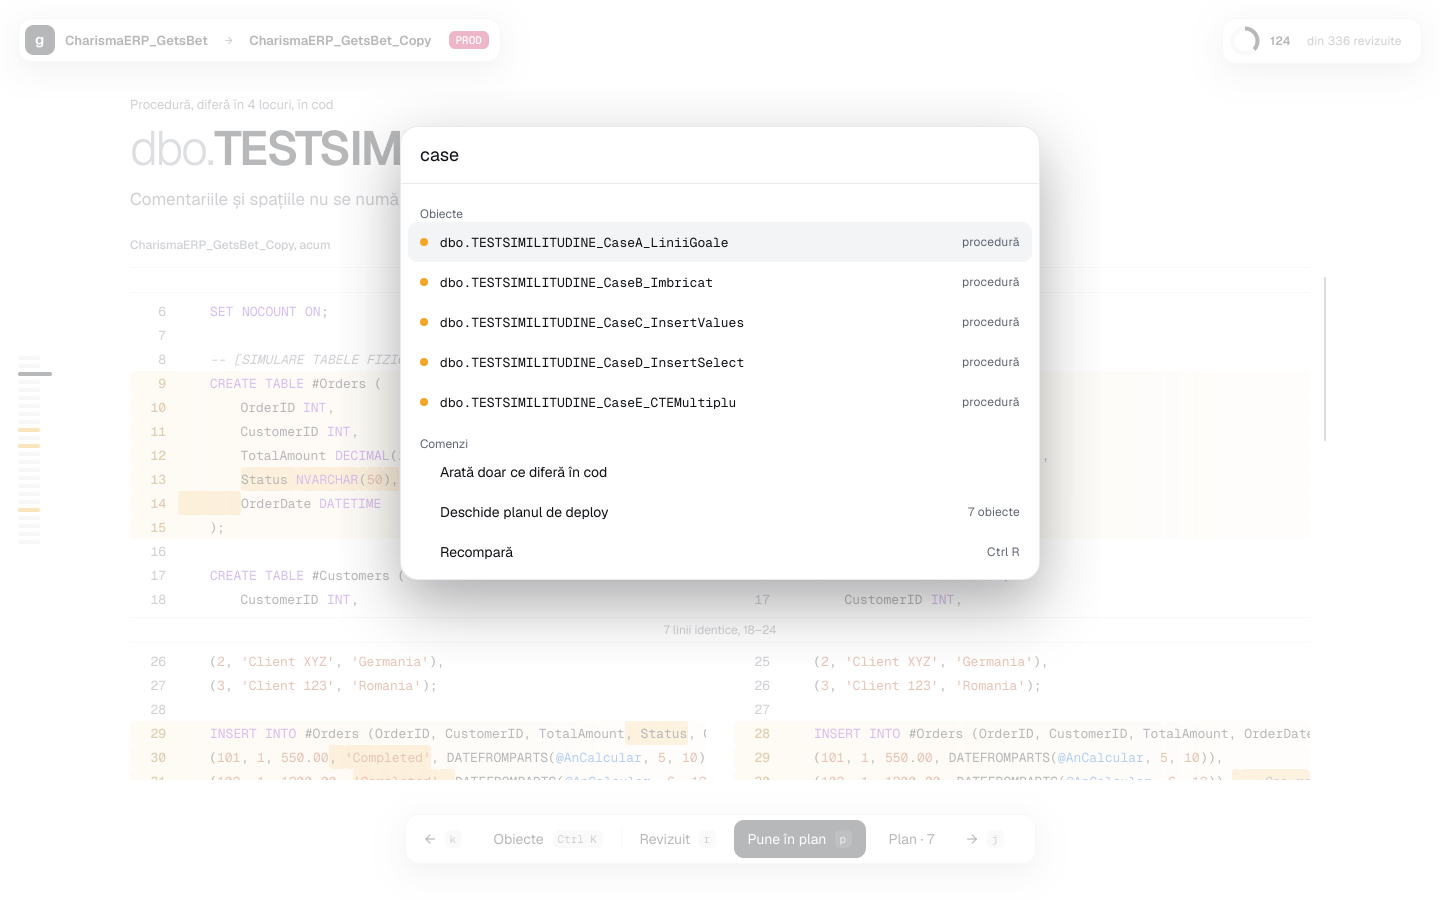 g CharismaERP_GetsBet → CharismaERP_GetsBet_Copy PROD
124 din 336 revizuite
Procedură, diferă în 4 locuri, în cod
dbo.TESTSIM
Comentariile și spațiile nu se numă
CharismaERP_GetsBet_Copy, acum
case
Obiecte
dbo.TESTSIMILITUDINE_CaseA_LiniiGoale procedură
dbo.TESTSIMILITUDINE_CaseB_Imbricat procedură
dbo.TESTSIMILITUDINE_CaseC_InsertValues procedură
dbo.TESTSIMILITUDINE_CaseD_InsertSelect procedură
dbo.TESTSIMILITUDINE_CaseE_CTEMultiplu procedură
Comenzi
Arată doar ce diferă în cod
Deschide planul de deploy 7 obiecte
Recompară Ctrl R
6 SET NOCOUNT ON;
7
8 -- [SIMULARE TABELE FIZI
9 CREATE TABLE #Orders (
10 OrderID INT,
11 CustomerID INT,
12 TotalAmount DECIMAL(
13 Status NVARCHAR(50),
14 OrderDate DATETIME
15 );
16
17 CREATE TABLE #Customers (
18 CustomerID INT,
17 CustomerID INT,
7 linii identice, 18–24
26 (2, 'Client XYZ', 'Germania'),
27 (3, 'Client 123', 'Romania');
28
29 INSERT INTO #Orders (OrderID, CustomerID, TotalAmount, Status,
30 (101, 1, 550.00, 'Completed', DATEFROMPARTS(@AnCalcular, 5, 10)
25 (2, 'Client XYZ', 'Germania'),
26 (3, 'Client 123', 'Romania');
27
28 INSERT INTO #Orders (OrderID, CustomerID, TotalAmount, OrderDate
29 (101, 1, 550.00, DATEFROMPARTS(@AnCalcular, 5, 10)),
← k Obiecte Ctrl K Revizuit r Pune în plan p Plan · 7 → j